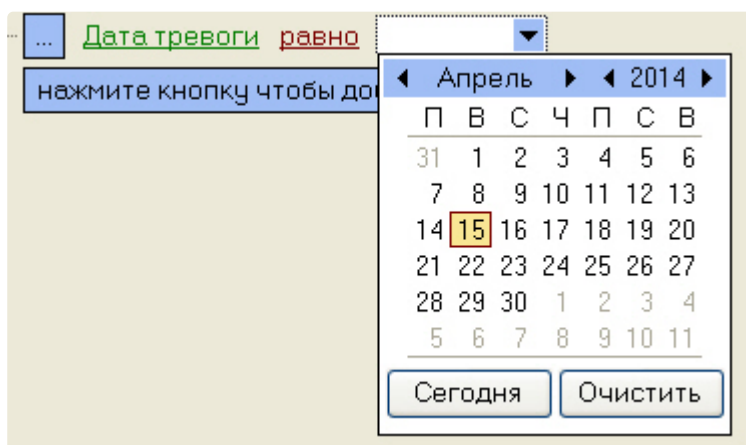 ... Дата тревоги равно
нажмите кнопку чтобы
Апрель 2014
П В С Ч П С В
31 1 2 3 4 5 6
7 8 9 10 11 12 13
14 15 16 17 18 19 20
21 22 23 24 25 26 27
28 29 30 1 2 3 4
5 6 7 8 9 10 11
Сегодня Очистить